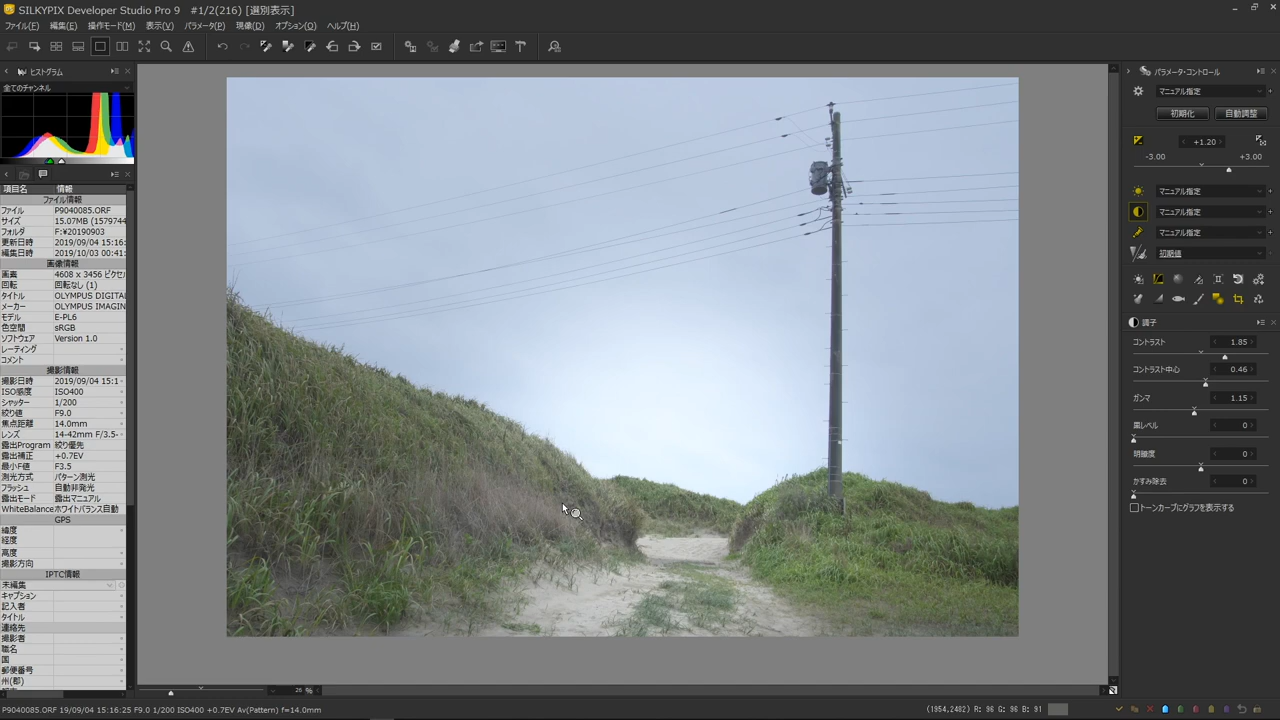 SILKYPIX Developer Studio Pro 9 #1/2(216) [選別表示]
ファイル(F) 編集(E) 操作モード(M) 表示(V) パラメータ(P) 現像(D) オプション(O) ヘルプ(H)
ヒストグラム
全てのチャンネル
項目名 情報
ファイル情報
ファイル P9040085.ORF
サイズ 15.07MB (1579744
フォルダ F:¥20190903
更新日時 2019/09/04 15:16:
編集日時 2019/10/03 00:41:
画像情報
画素 4608 x 3456 ピクセル
回転 回転なし (1)
タイトル OLYMPUS DIGITA
メーカー OLYMPUS IMAGIN
モデル E-PL6
色空間 sRGB
ソフトウェア Version 1.0
レーティング
コメント
撮影情報
撮影日時 2019/09/04 15:1
ISO感度 ISO400
シャッター 1/200
絞り値 F9.0
焦点距離 14.0mm
レンズ 14-42mm F/3.5-
露出Program 絞り優先
露出補正 +0.7EV
最小F値 F3.5
測光方式 パターン測光
フラッシュ 自動非発光
露出モード 露出マニュアル
WhiteBalance ホワイトバランス自動
GPS
緯度
経度
高度
撮影方向
IPTC情報
未編集
キャプション
記入者
タイトル
連絡先
撮影者
職名
国
郵便番号
州(都)
26 %
P9040085.ORF 19/09/04 15:16:25 F9.0 1/200 ISO400 +0.7EV Av(Pattern) f=14.0mm
(1954,2482) R: 96 G: 96 B: 91
パラメータ・コントロール
マニュアル指定
初期化 自動調整
+1.20
-3.00 +3.00
マニュアル指定
マニュアル指定
マニュアル指定
初期値
調子
コントラスト 1.85
コントラスト中心 0.46
ガンマ 1.15
黒レベル 0
明瞭度 0
かすみ除去 0
トーンカーブにグラフを表示する